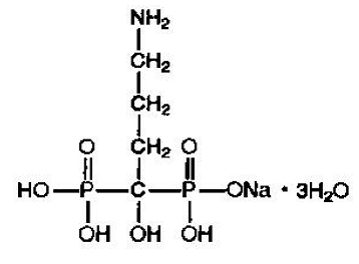 NH₂
CH₂
CH₂
O CH₂ O
HO P C P ONa · 3H₂O
OH OH OH